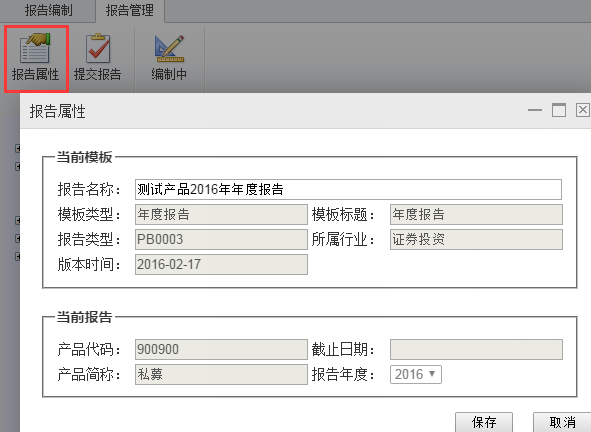 报告编制 报告管理
报告属性 提交报告 编制中
报告属性
当前模板
报告名称： 测试产品2016年年度报告
模板类型： 年度报告 模板标题： 年度报告
报告类型： PB0003 所属行业： 证券投资
版本时间： 2016-02-17
当前报告
产品代码： 900900 截止日期：
产品简称： 私募 报告年度： 2016
保存 取消